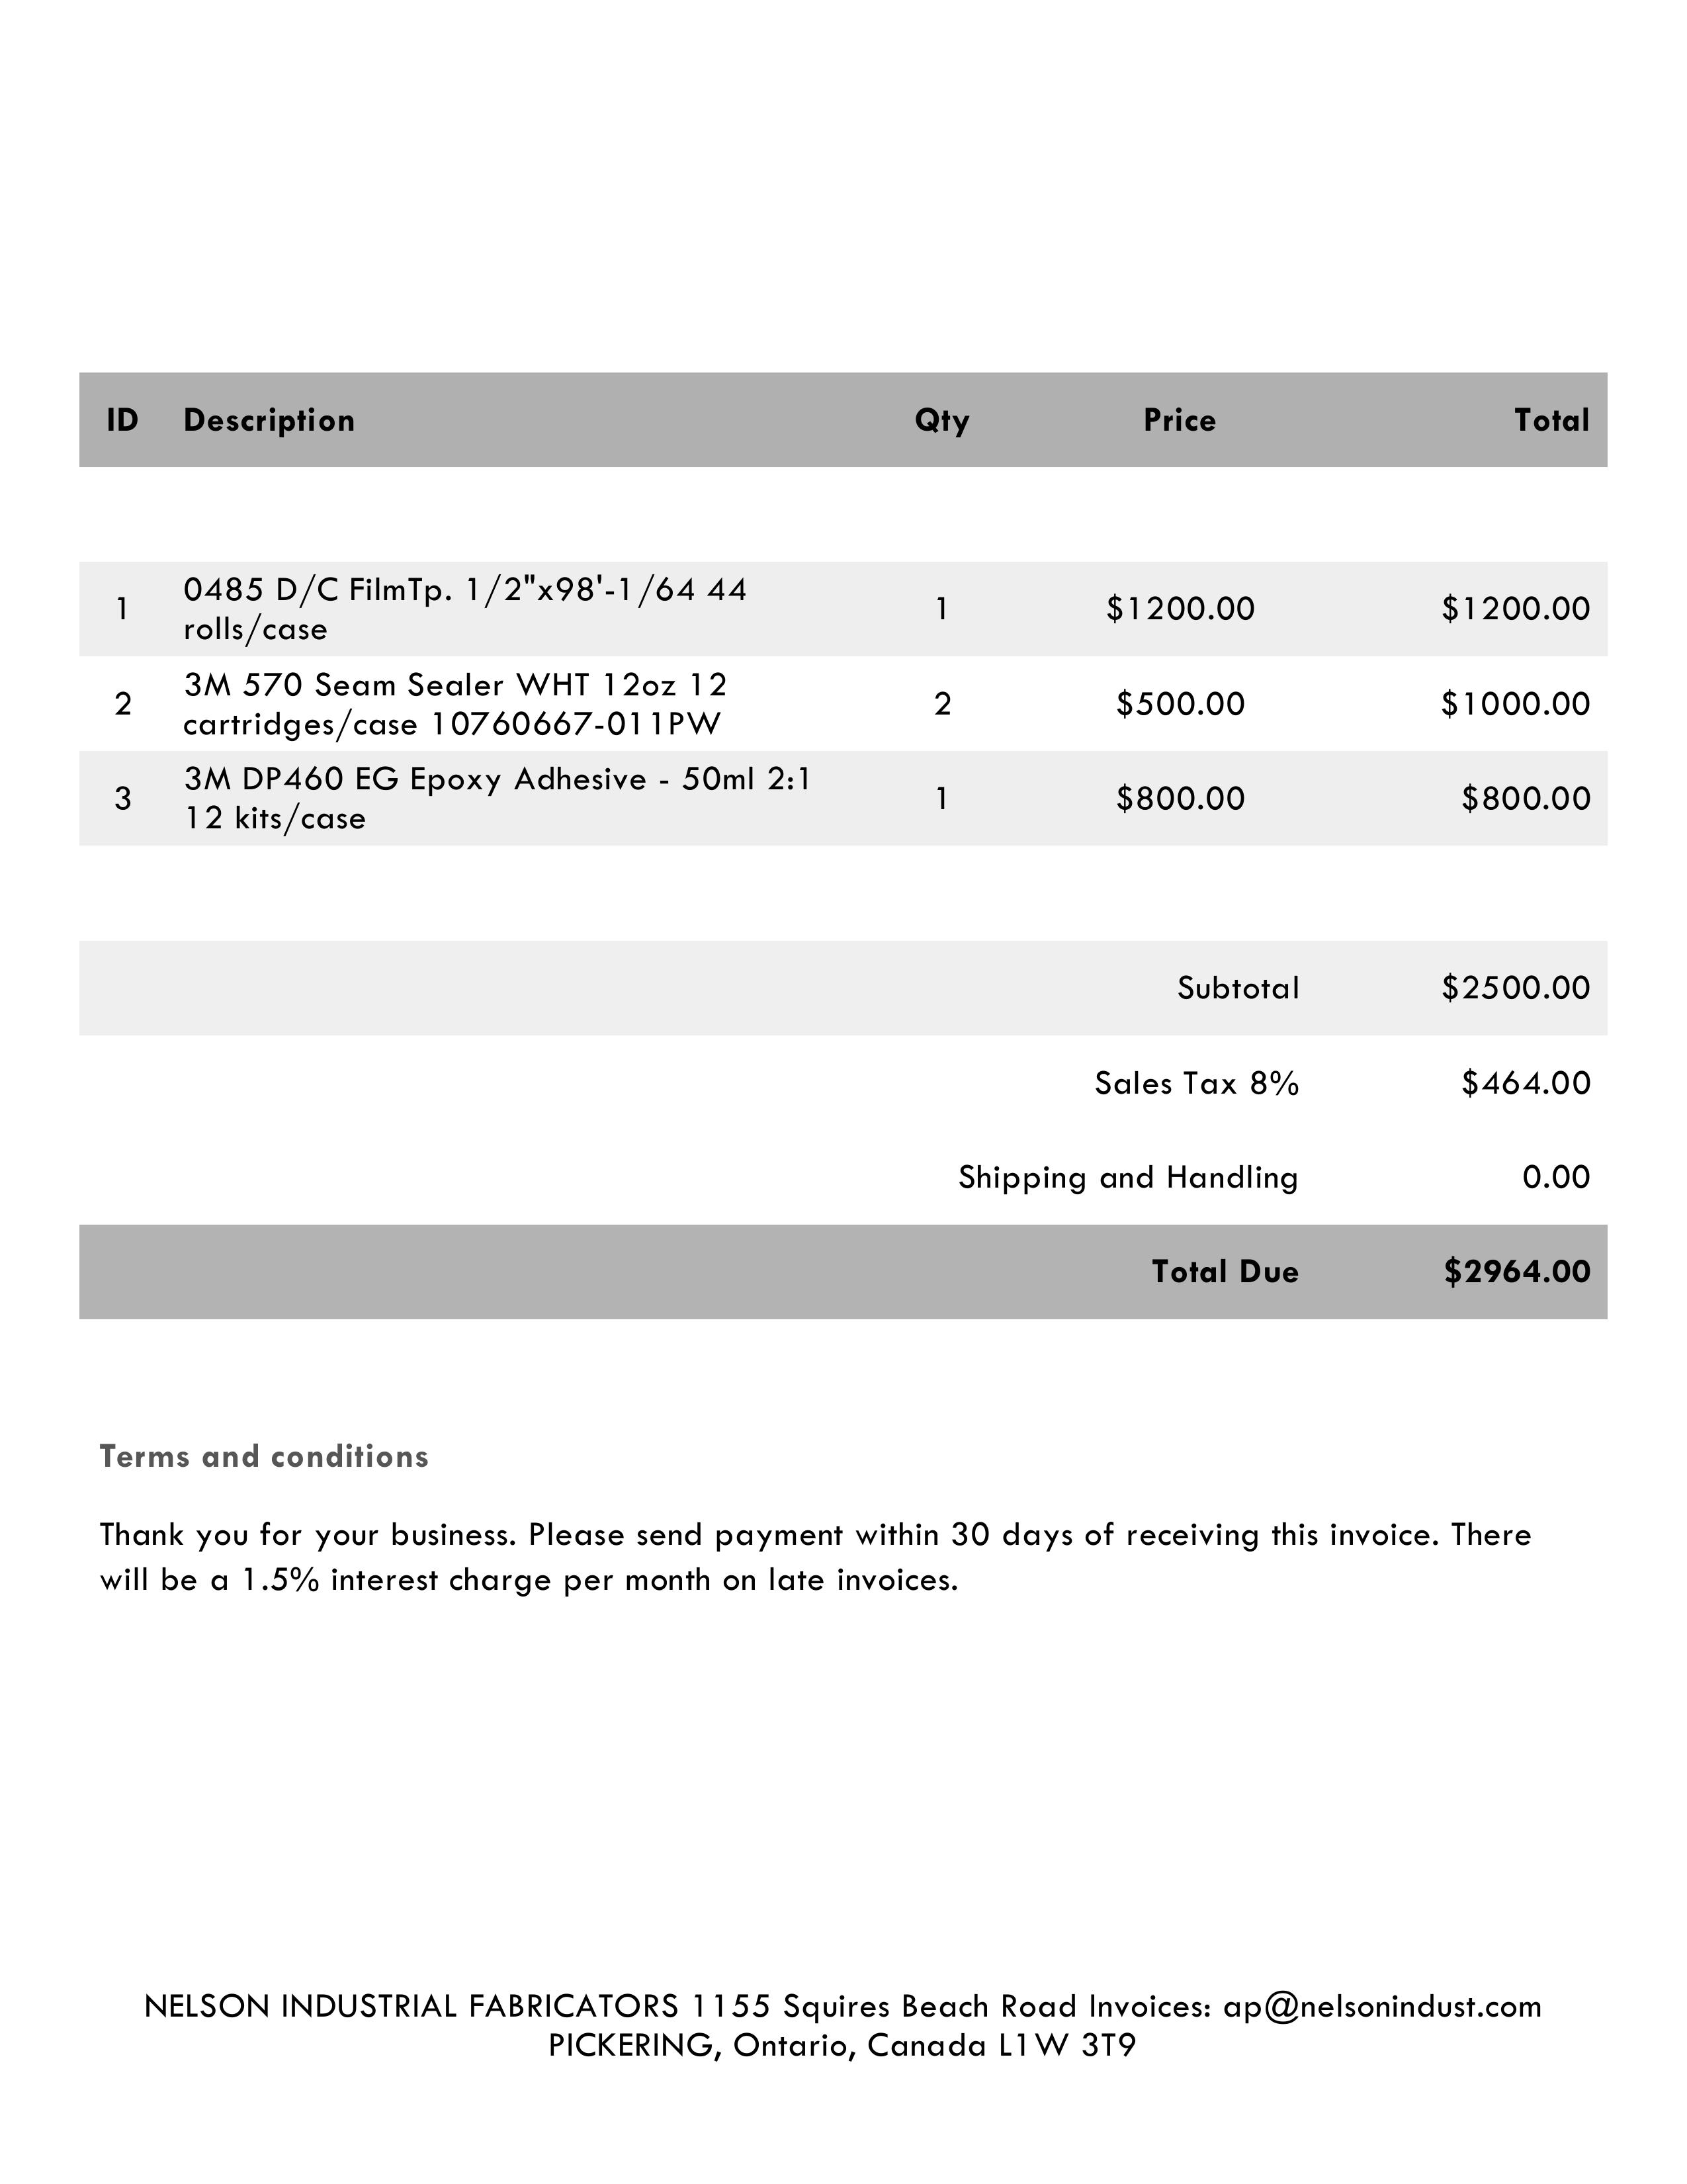 ID Description Qty Price Total
1 0485 D/C FilmTp. 1/2"x98'-1/64 44 1 $1200.00 $1200.00
rolls/case
2 3M 570 Seam Sealer WHT 12oz 12 2 $500.00 $1000.00
cartridges/case 10760667-011PW
3 3M DP460 EG Epoxy Adhesive - 50ml 2:1 1 $800.00 $800.00
12 kits/case
Subtotal $2500.00
Sales Tax 8% $464.00
Shipping and Handling 0.00
Total Due $2964.00
Terms and conditions
Thank you for your business. Please send payment within 30 days of receiving this invoice. There
will be a 1.5% interest charge per month on late invoices.
NELSON INDUSTRIAL FABRICATORS 1155 Squires Beach Road Invoices: ap@nelsonindust.com
PICKERING, Ontario, Canada L1W 3T9